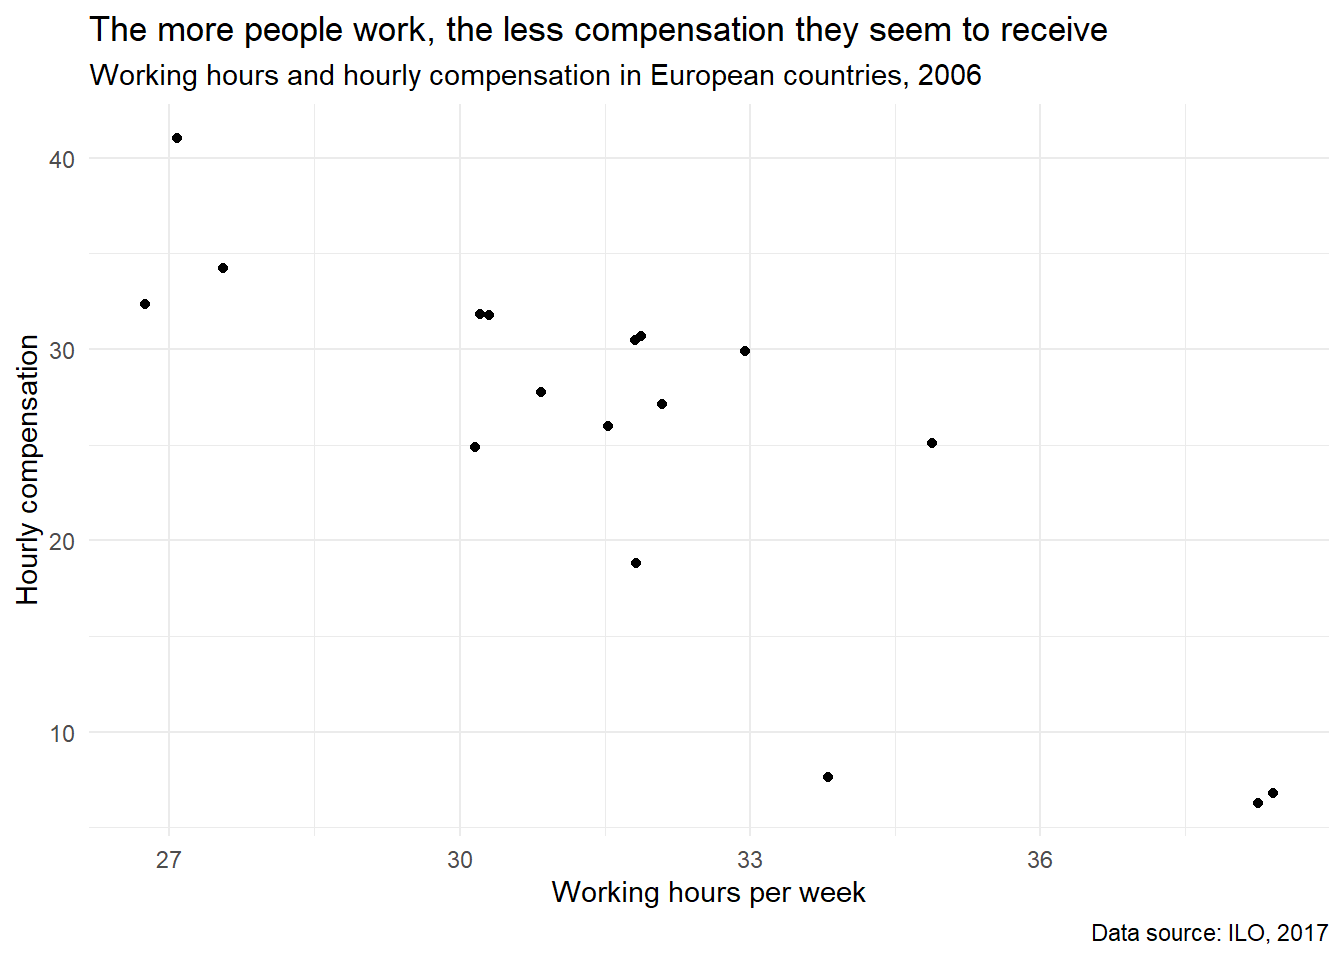 The more people work, the less compensation they seem to receive
Working hours and hourly compensation in European countries, 2006
40
30
20
10
Hourly compensation
27 30 33 36
Working hours per week
Data source: ILO, 2017